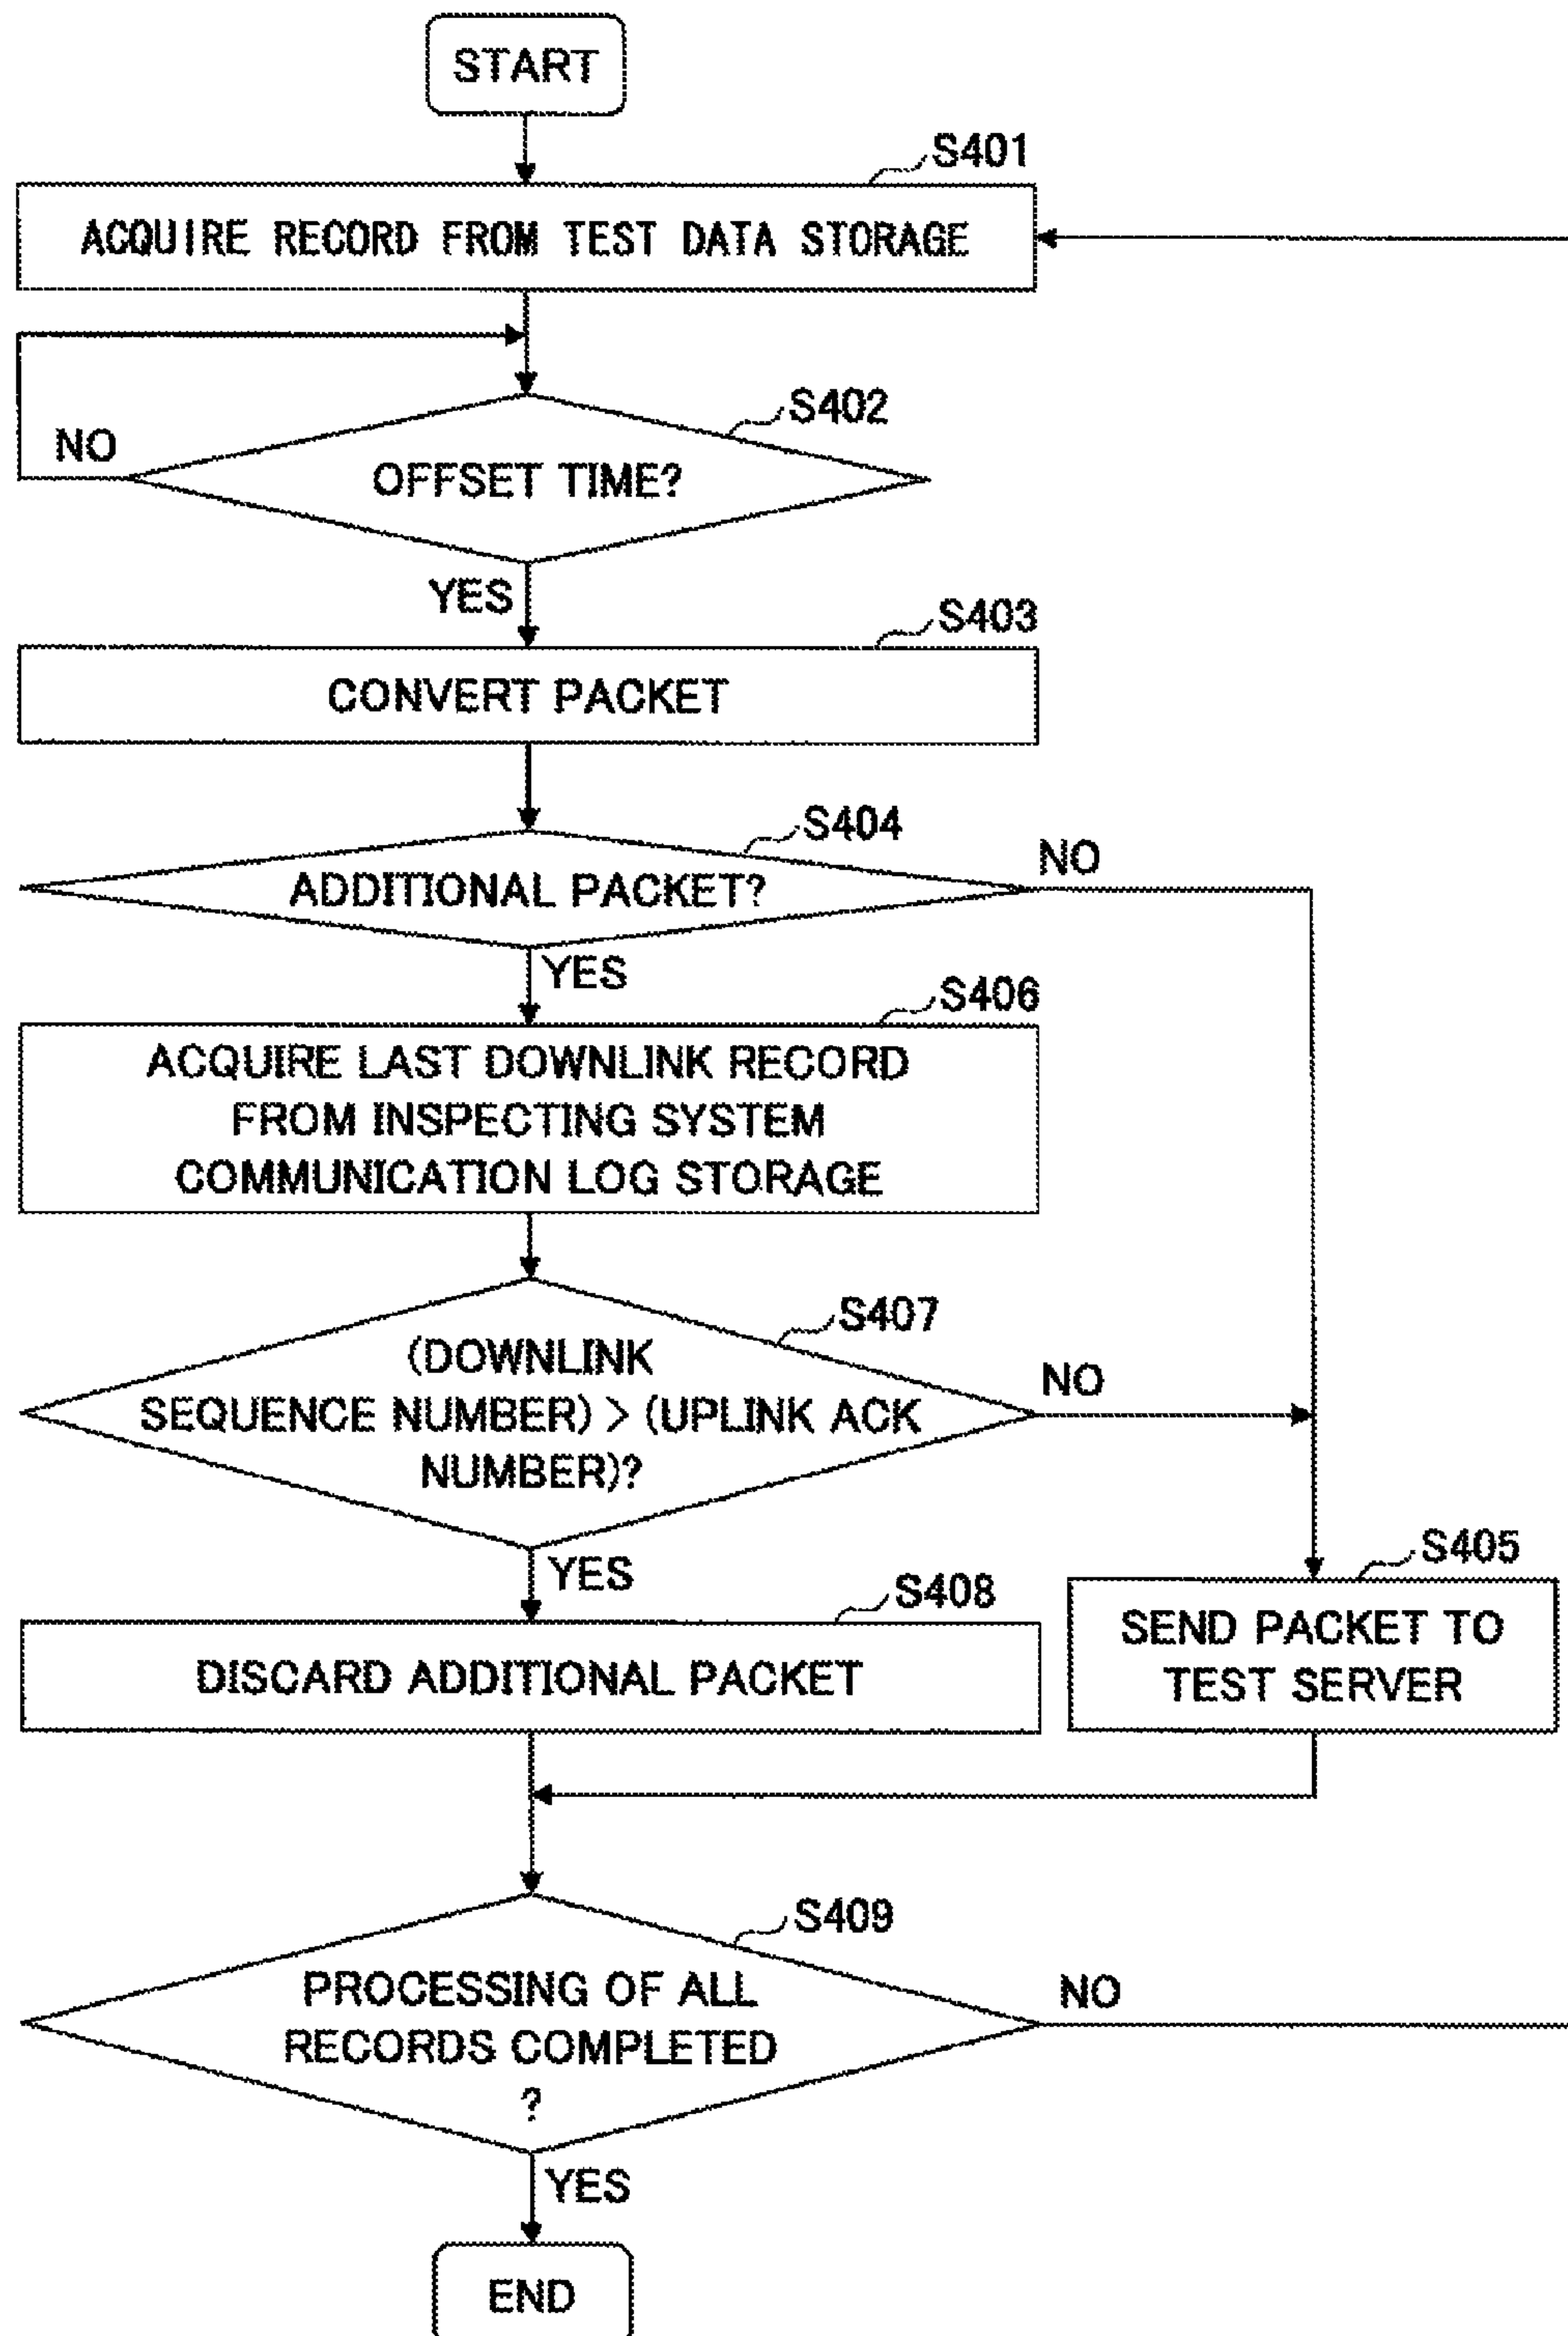 START
S401
ACQUIRE RECORD FROM TEST DATA STORAGE
S402
NO
OFFSET TIME?
YES
S403
CONVERT PACKET
S404
NO
ADDITIONAL PACKET?
YES
S406
ACQUIRE LAST DOWNLINK RECORD
FROM INSPECTING SYSTEM
COMMUNICATION LOG STORAGE
S407
(DOWNLINK
NO
SEQUENCE NUMBER) > (UPLINK ACK
NUMBER)?
YES
S405
S408
SEND PACKET TO
TEST SERVER
DISCARD ADDITIONAL PACKET
S409
PROCESSING OF ALL
NO
RECORDS COMPLETED
?
YES
END